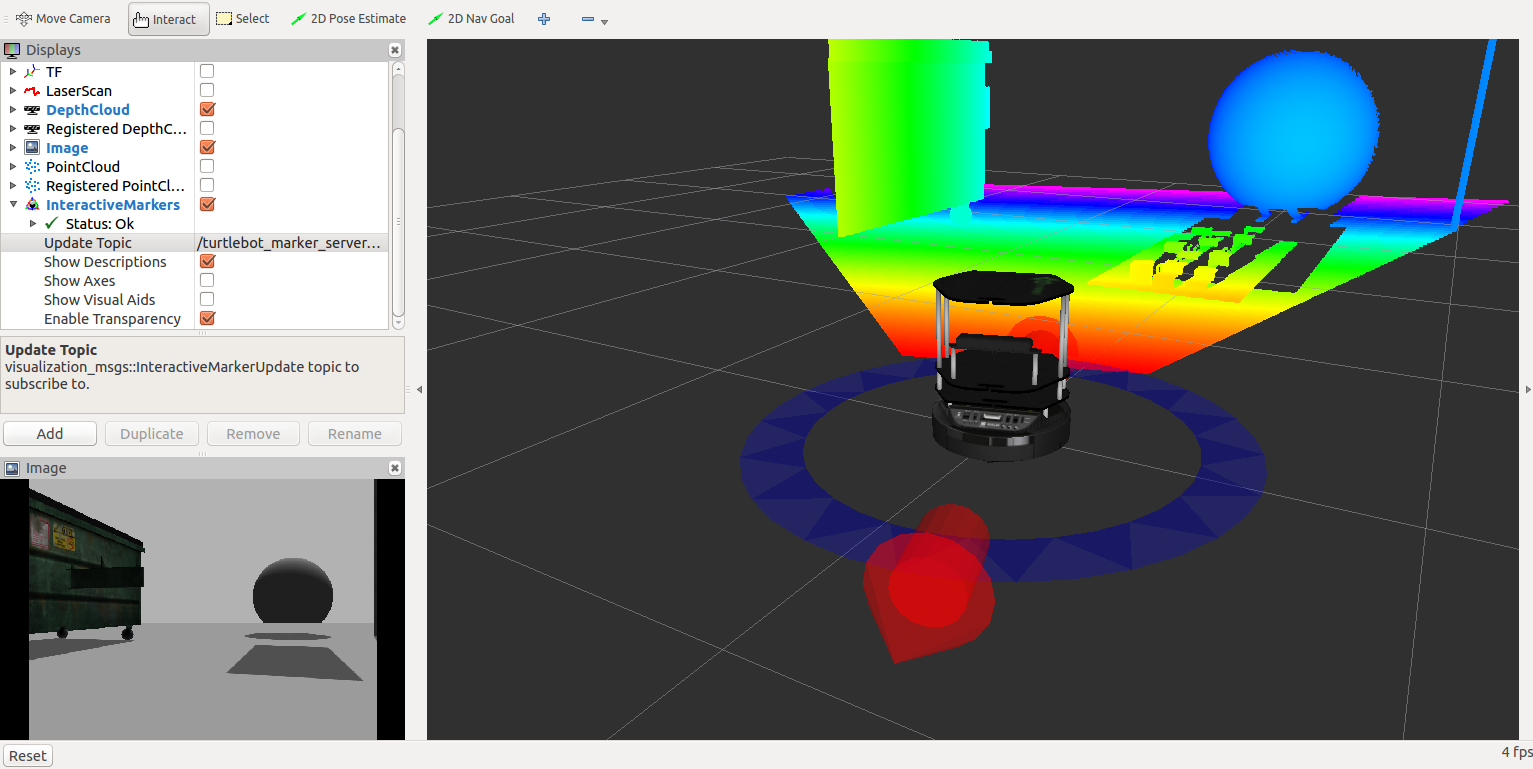 Move Camera Interact Select 2D Pose Estimate 2D Nav Goal
Displays
TF
LaserScan
DepthCloud
Registered DepthC...
Image
PointCloud
Registered PointCl...
InteractiveMarkers
Status: Ok
Update Topic /turtlebot_marker_server...
Show Descriptions
Show Axes
Show Visual Aids
Enable Transparency
Update Topic
visualization_msgs::InteractiveMarkerUpdate topic to
subscribe to.
Add Duplicate Remove Rename
Image
Reset 4 fps